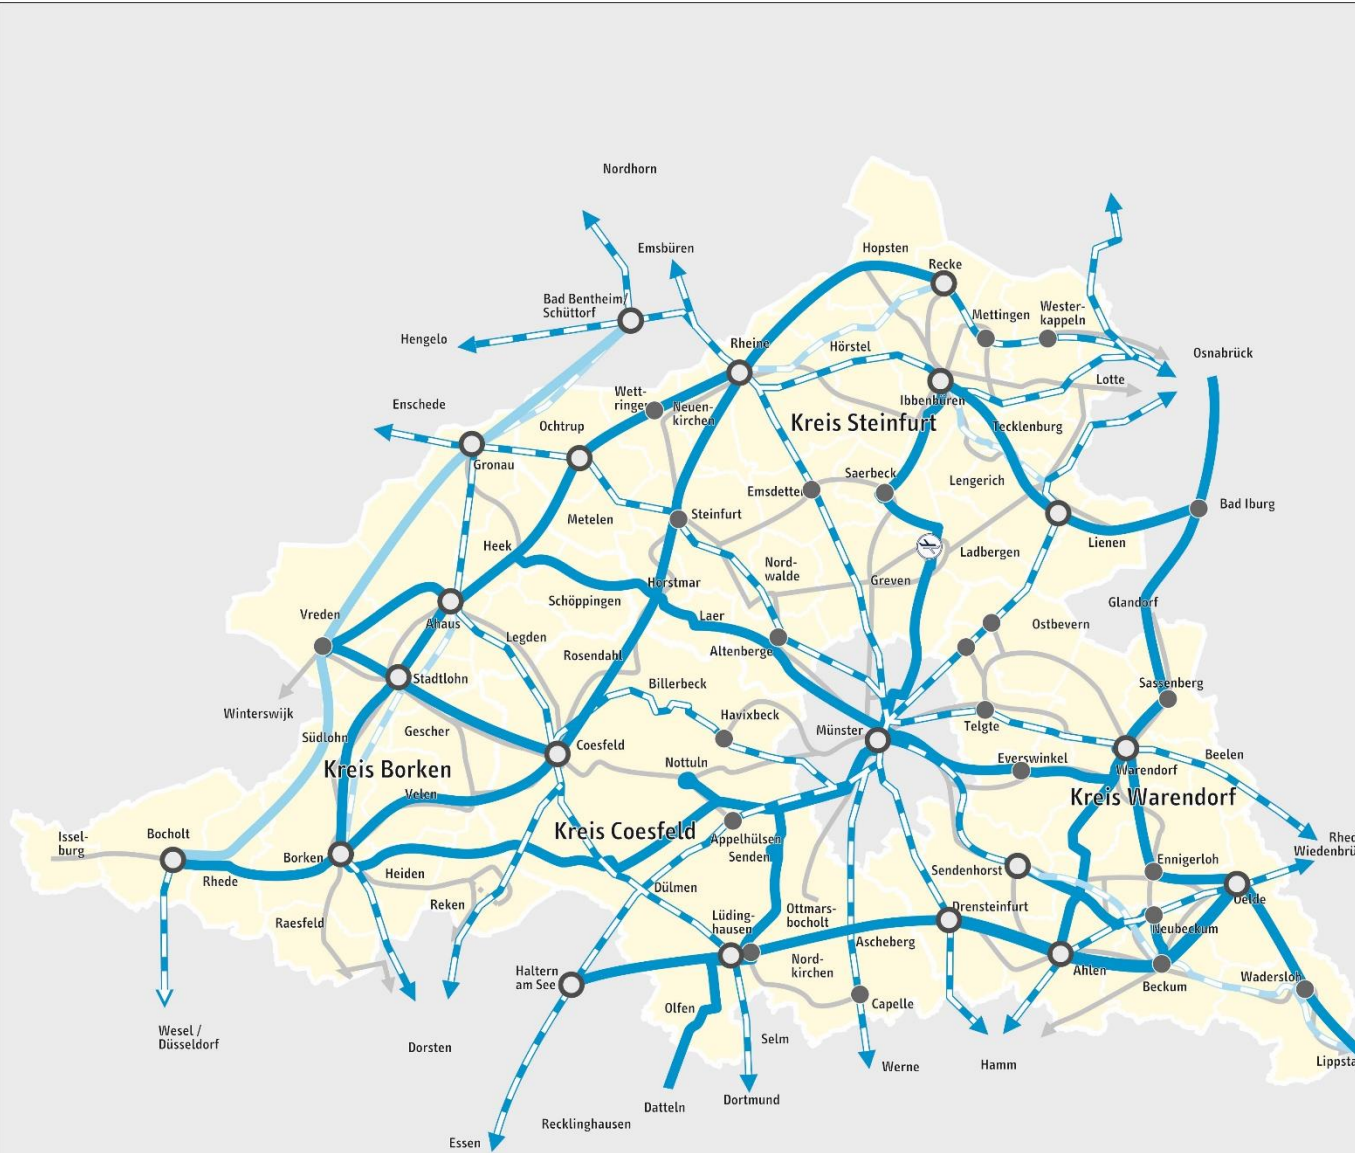 Nordhorn
Emsbüren
Hopsten
Recke
Bad Bentheim/
Schüttorf
Mettingen
Wester-
kappeln
Hengelo
Rheine
Hörstel
Osnabrück
Lotte
Wett-
ringen
Neuen-
kirchen
Ibbenbüren
Enschede
Ochtrup
Kreis Steinfurt
Tecklenburg
Gronau
Saerbeck
Lengerich
Emsdetten
Metelen
Steinfurt
Bad Iburg
Heek
Lienen
Ladbergen
Nord-
walde
Greven
Horstmar
Schöppingen
Glandorf
Vreden
Laer
Ahaus
Ostbevern
Legden
Altenberge
Rosendahl
Stadtlohn
Billerbeck
Sassenberg
Winterswijk
Havixbeck
Telgte
Gescher
Südlohn
Coesfeld
Münster
Nottuln
Everswinkel
Warendorf
Beelen
Kreis Borken
Velen
Kreis Warendorf
Kreis Coesfeld
Issel-
burg
Bocholt
Appelhülsen
Senden
Borken
Ennigerloh
Rhede
Heiden
Sendenhorst
Dülmen
Oelde
Reken
Raesfeld
Lüding-
hausen
Ottmars-
bocholt
Drensteinfurt
Neubeckum
Ascheberg
Haltern
am See
Nord-
kirchen
Ahlen
Beckum
Wadersloh
Olfen
Capelle
Wesel /
Düsseldorf
Dorsten
Selm
Werne
Hamm
Datteln
Dortmund
Recklinghausen
Essen